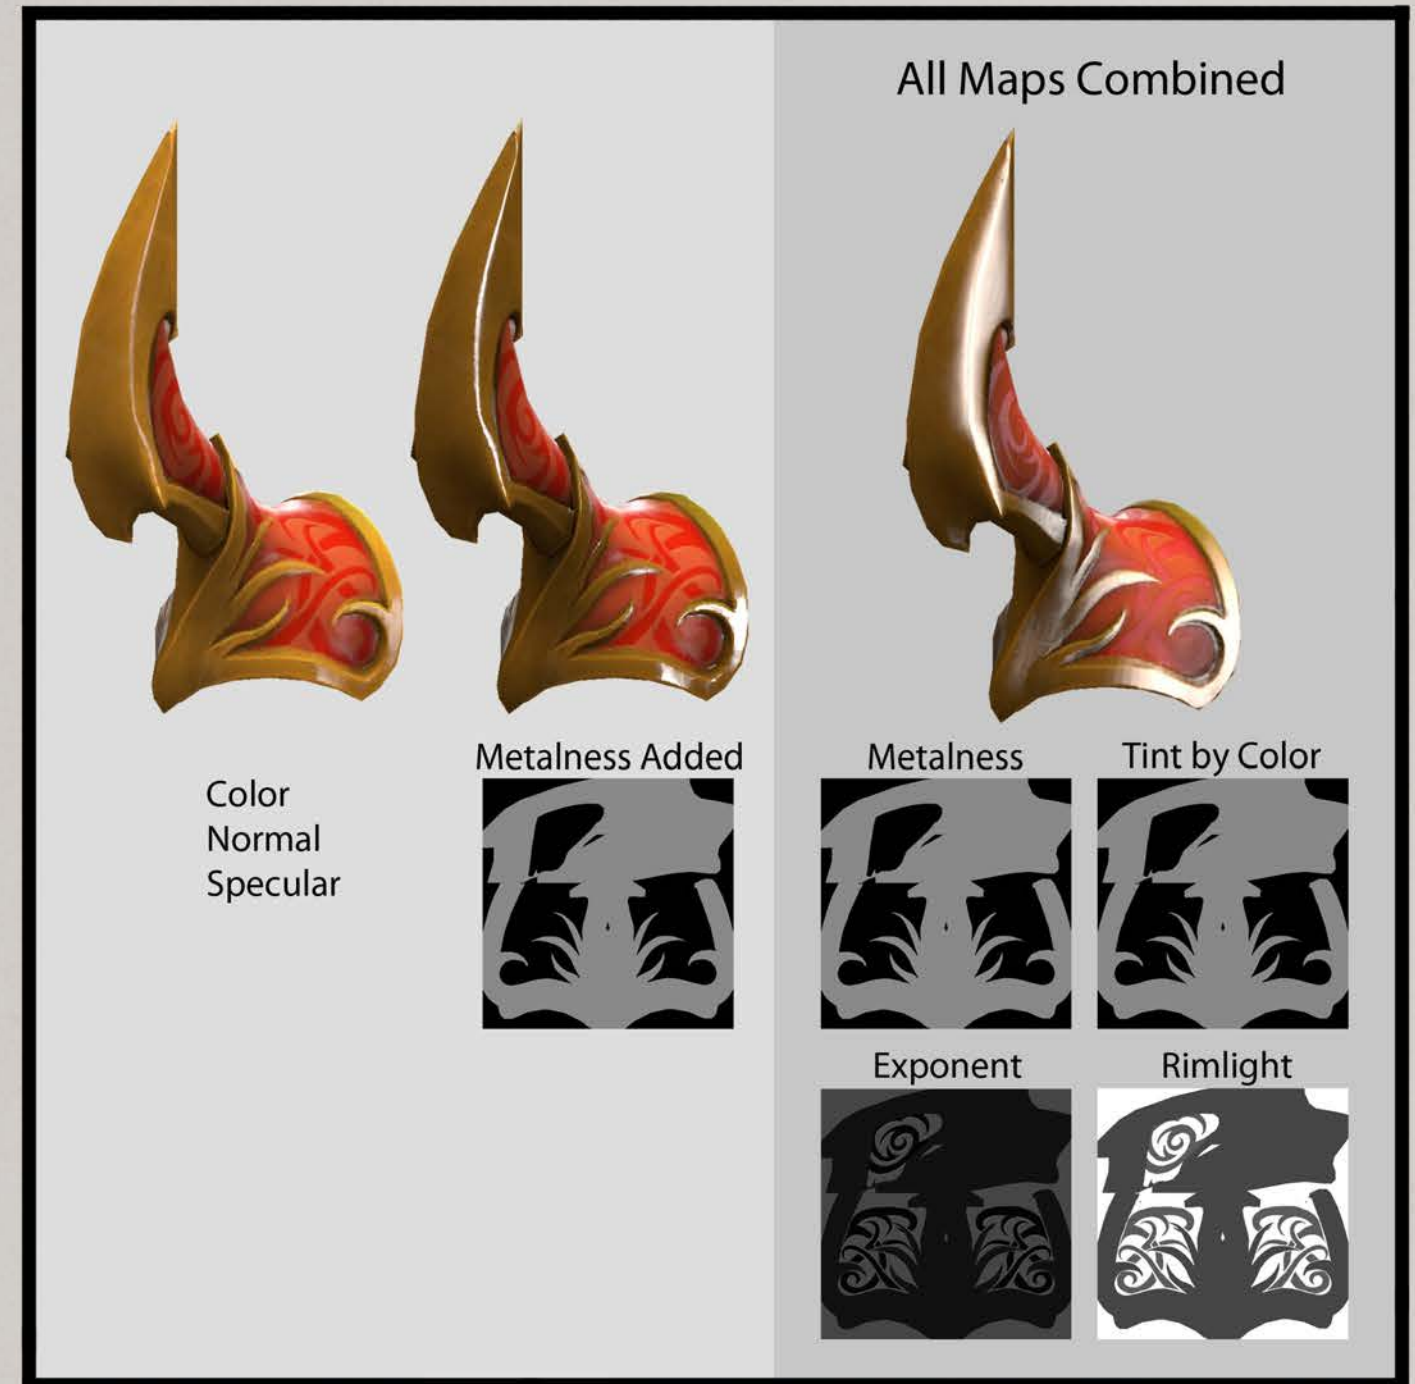 All Maps Combined
Metalness Added
Color
Normal
Specular
Metalness
Tint by Color
Exponent
Rimlight